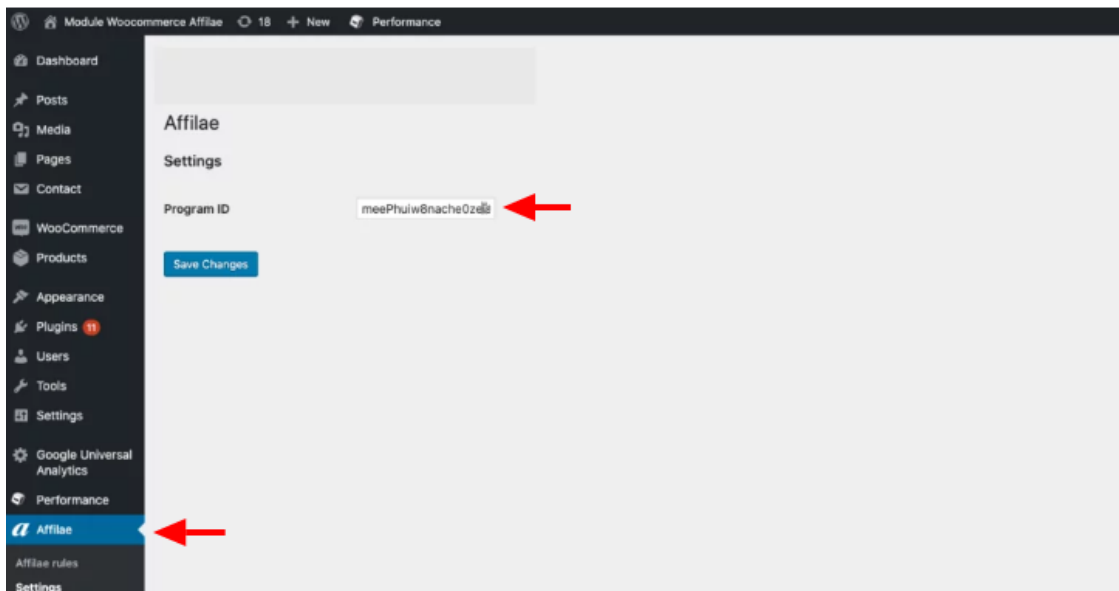 Module Woocommerce Affilae 18 New Performance
Dashboard
Posts
Media
Pages
Contact
WooCommerce
Products
Appearance
Plugins 11
Users
Tools
Settings
Google Universal
Analytics
Performance
Affilae
Affilae rules
Settings
Affilae
Settings
Program ID
Save Changes